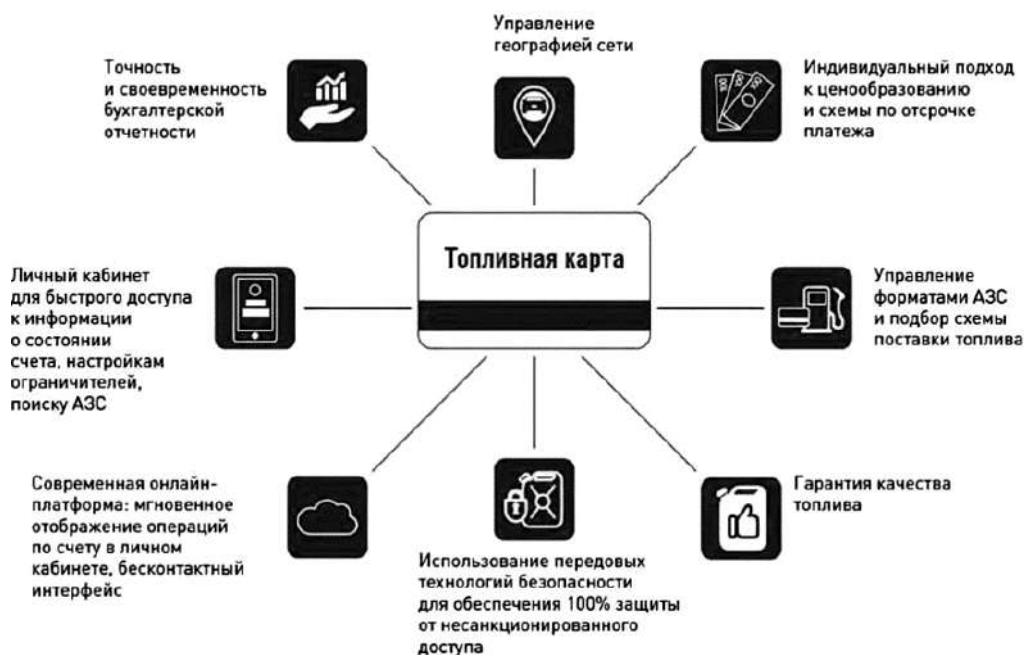 Управление
географией сети
Точность
и своевременность
бухгалтерской
отчетности
Индивидуальный подход
к ценообразованию
и схемы по отсрочке
платежа
100
100
100
Топливная карта
Личный кабинет
для быстрого доступа
к информации
о состоянии
счета, настройкам
ограничителей,
поиску АЗС
Управление
форматами АЗС
и подбор схемы
поставки топлива
Современная онлайн-
платформа: мгновенное
отображение операций
по счету в личном
кабинете, бесконтактный
интерфейс
Использование передовых
технологий безопасности
для обеспечения 100% защиты
от несанкционированного
доступа
Гарантия качества
топлива